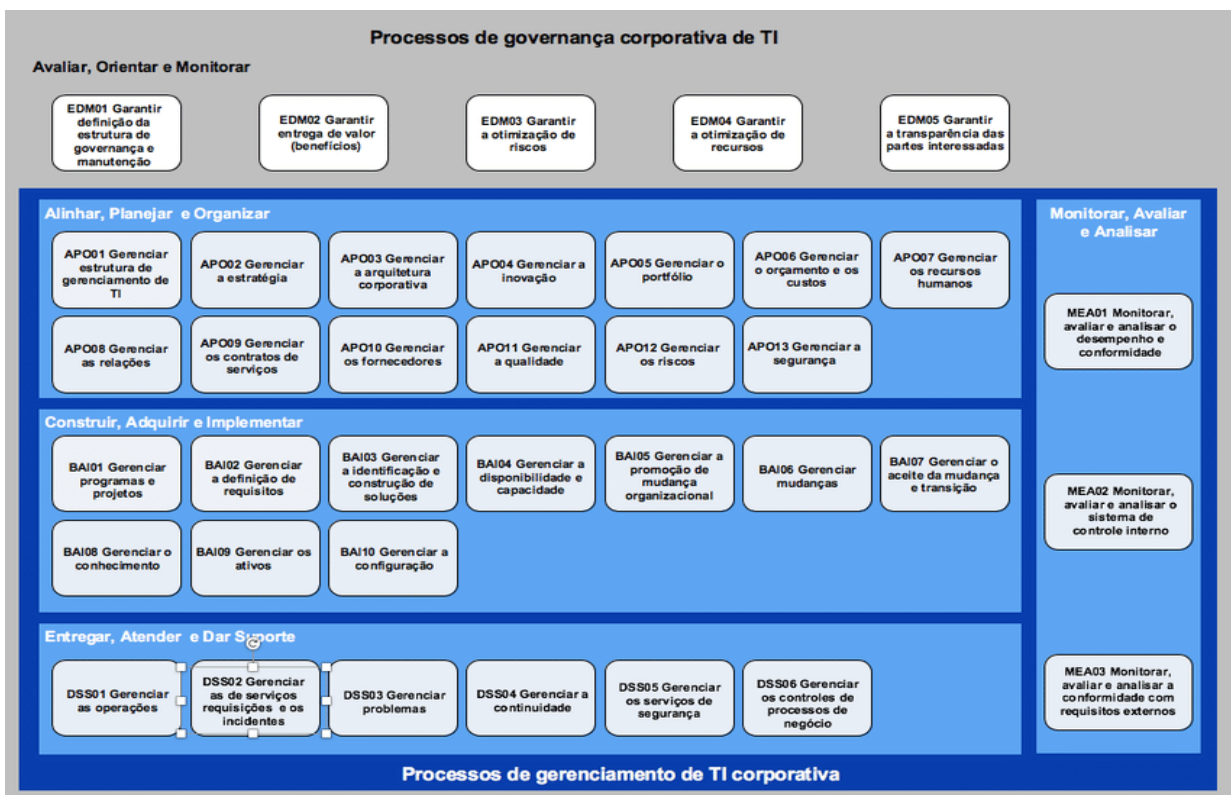 Processos de governança corporativa de TI
Avaliar, Orientar e Monitorar
EDM01 Garantir
definição da
estrutura de
governança e
manutenção
EDM02 Garantir
entrega de valor
(benefícios)
EDM03 Garantir
a otimização de
riscos
EDM04 Garantir
a otimização de
recursos
EDM05 Garantir
a transparência das
partes interessadas
Alinhar, Planejar e Organizar
APO01 Gerenciar
estrutura de
gerenciamento de
TI
APO02 Gerenciar
a estratégia
APO03 Gerenciar
a arquitetura
corporativa
APO04 Gerenciar a
inovação
APO05 Gerenciar o
portfólio
APO06 Gerenciar
o orçamento e os
custos
APO07 Gerenciar
os recursos
humanos
APO08 Gerenciar
as relações
APO09 Gerenciar
os contratos de
serviços
APO10 Gerenciar
os fornecedores
APO11 Gerenciar
a qualidade
APO12 Gerenciar
os riscos
APO13 Gerenciar a
segurança
Construir, Adquirir e Implementar
BAI01 Gerenciar
programas e
projetos
BAI02 Gerenciar
a definição de
requisitos
BAI03 Gerenciar
a identificação e
construção de
soluções
BAI04 Gerenciar a
disponibilidade e
capacidade
BAI05 Gerenciar a
promoção de
mudança
organizacional
BAI06 Gerenciar
mudanças
BAI07 Gerenciar o
aceite da mudança
e transição
BAI08 Gerenciar o
conhecimento
BAI09 Gerenciar os
ativos
BAI10 Gerenciar a
configuração
Entregar, Atender e Dar Suporte
DSS01 Gerenciar
as operações
DSS02 Gerenciar
as de serviços
requisições e os
incidentes
DSS03 Gerenciar
problemas
DSS04 Gerenciar a
continuidade
DSS05 Gerenciar
os serviços de
segurança
DSS06 Gerenciar
os controles de
processos de
negócio
Monitorar, Avaliar
e Analisar
MEA01 Monitorar,
avaliar e analisar o
desempenho e
conformidade
MEA02 Monitorar,
avaliar e analisar o
sistema de
controle interno
MEA03 Monitorar,
avaliar e analisar a
conformidade com
requisitos externos
Processos de gerenciamento de TI corporativa